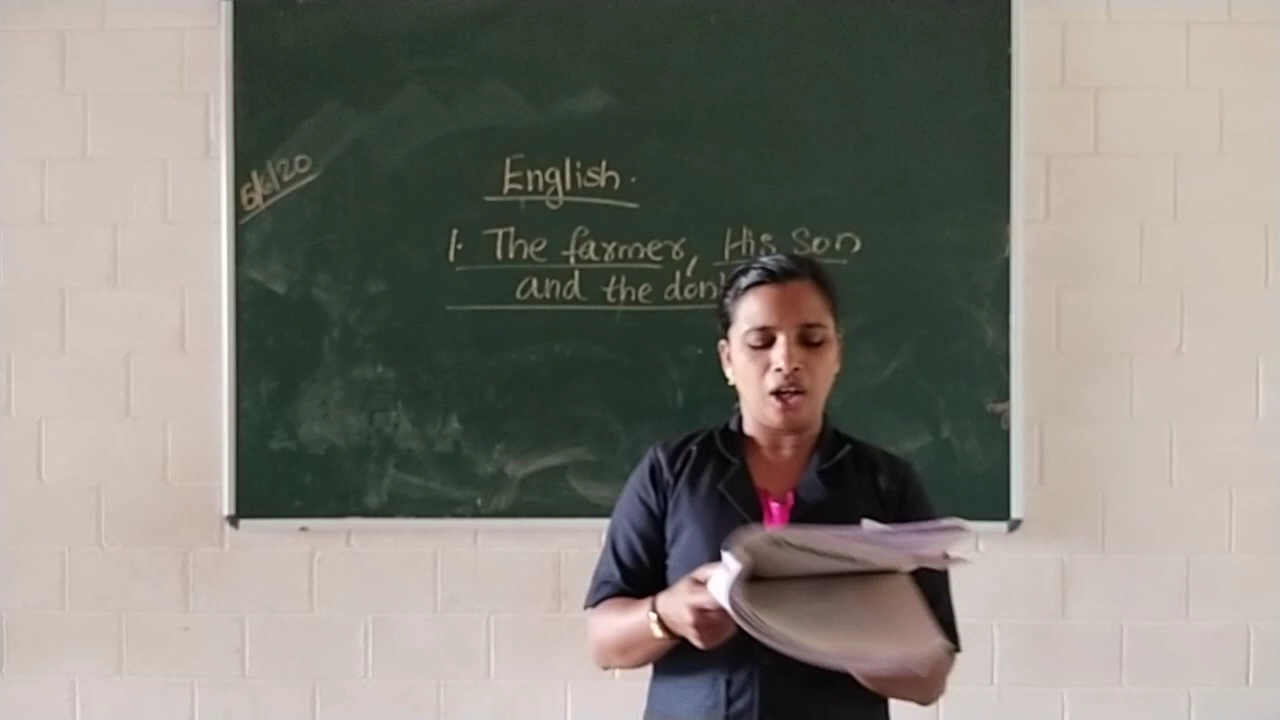 6/6/20
English.
1. The farmer, His Son
and the don